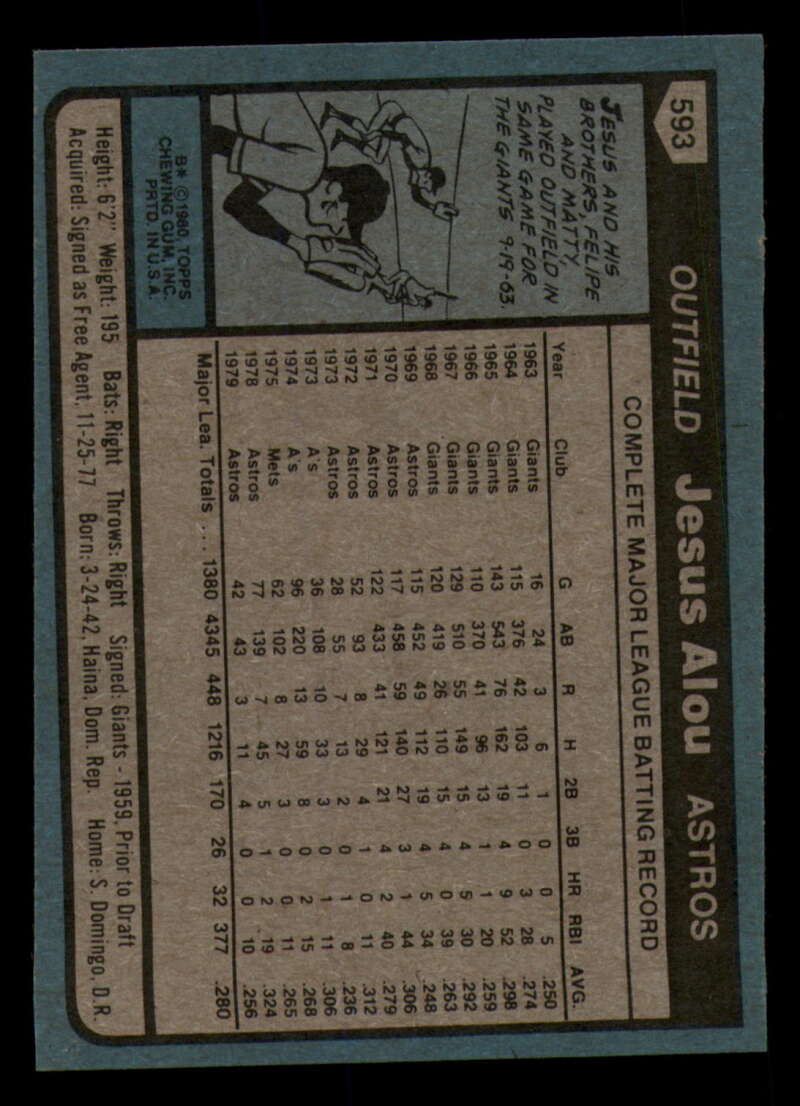 593 OUTFIELD Jesus Alou ASTROS
JESUS AND HIS
BROTHERS, FELIPE
AND MATTY,
PLAYED OUTFIELD IN
SAME GAME FOR
THE GIANTS 9-19-63.
B* © 1980 TOPPS
CHEWING GUM, INC.
PRTD. IN U.S.A.
COMPLETE MAJOR LEAGUE BATTING RECORD
Year Club G AB R H 2B 3B HR RBI AVG.
1963 Giants 16 24 3 6 1 0 0 5 .250
1964 Giants 115 376 42 103 11 0 3 28 .274
1965 Giants 143 543 76 162 19 4 9 52 .298
1966 Giants 110 370 41 96 13 1 1 20 .259
1967 Giants 129 510 55 149 15 4 5 30 .292
1968 Giants 120 419 26 110 15 4 0 39 .263
1969 Astros 115 452 49 112 19 4 5 34 .248
1970 Astros 117 458 59 140 27 3 1 44 .306
1971 Astros 122 433 41 121 21 4 2 40 .279
1972 Astros 52 93 8 29 4 1 0 11 .312
1973 Astros 28 55 7 13 2 0 1 8 .236
1973 A's 36 108 10 33 3 0 1 11 .306
1974 A's 96 220 13 59 8 0 2 15 .268
1975 Mets 62 102 8 27 3 0 0 11 .265
1978 Astros 77 139 7 45 5 1 2 19 .324
1979 Astros 42 43 3 11 4 0 0 10 .256
Major Lea. Totals . . . 1380 4345 448 1216 170 26 32 377 .280
Height: 6'2" Weight: 195 Bats: Right Throws: Right Signed: Giants - 1959, Prior to Draft
Acquired: Signed as Free Agent, 11-25-77 Born: 3-24-42, Haina, Dom. Rep. Home: S. Domingo, D.R.